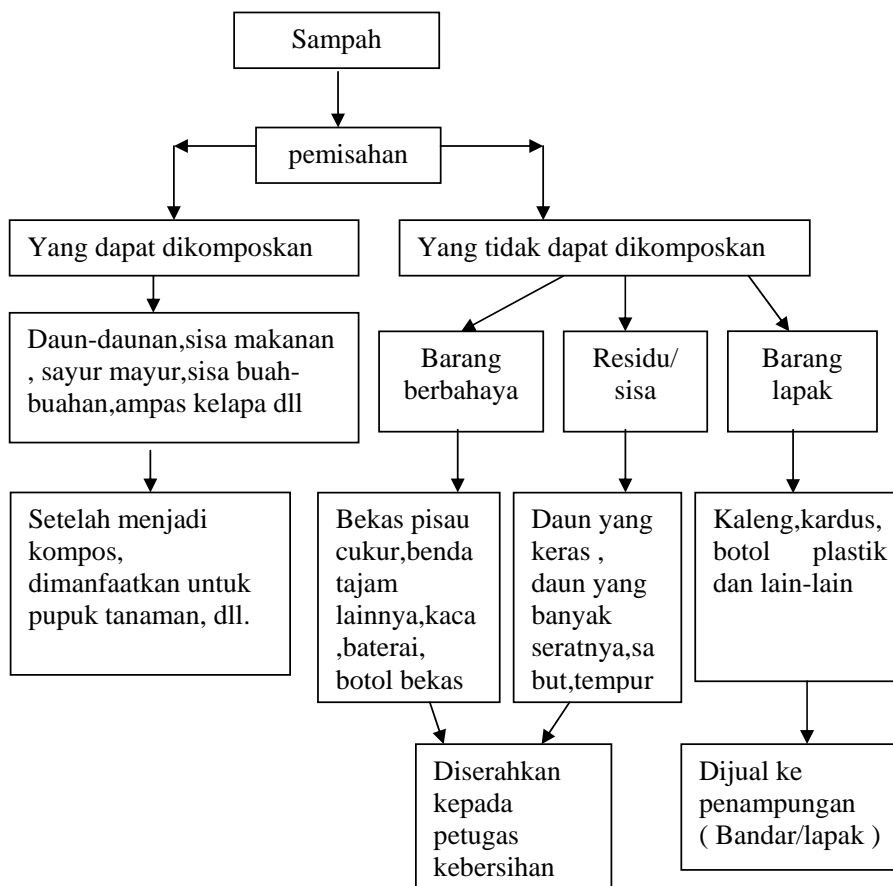 Sampah
pemisahan
Yang dapat dikomposkan
Yang tidak dapat dikomposkan
Daun-daunan,sisa makanan
, sayur mayur,sisa buah-
buahan,ampas kelapa dll
Barang
berbahaya
Residu/
sisa
Barang
lapak
Setelah menjadi
kompos,
dimanfaatkan untuk
pupuk tanaman, dll.
Bekas pisau
cukur,benda
tajam
lainnya,kaca
,baterai,
botol bekas
Daun yang
keras ,
daun yang
banyak
seratnya,sa
but,tempur
Kaleng,kardus,
botol plastik
dan lain-lain
Diserahkan
kepada
petugas
kebersihan
Dijual ke
penampungan
( Bandar/lapak )